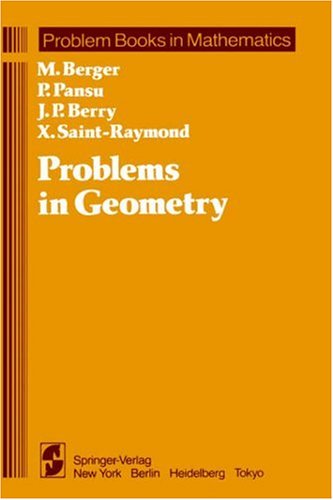 Problem Books in Mathematics
M. Berger
P. Pansu
J. P. Berry
X. Saint-Raymond
Problems
in Geometry
Springer-Verlag
New York Berlin Heidelberg Tokyo